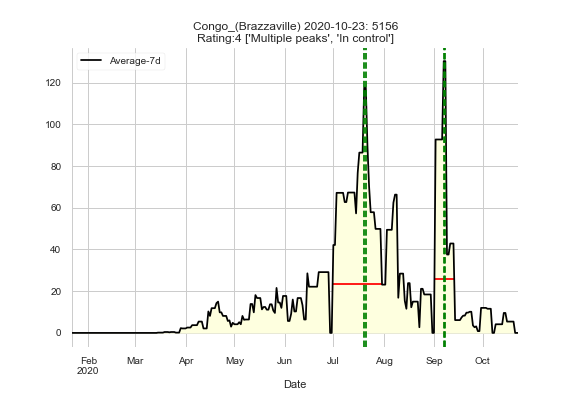 Congo_(Brazzaville) 2020-10-23: 5156
Rating:4 ['Multiple peaks', 'In control']
Average-7d
120
100
80
60
40
20
0
Feb Mar Apr May Jun Jul Aug Sep Oct
2020
Date